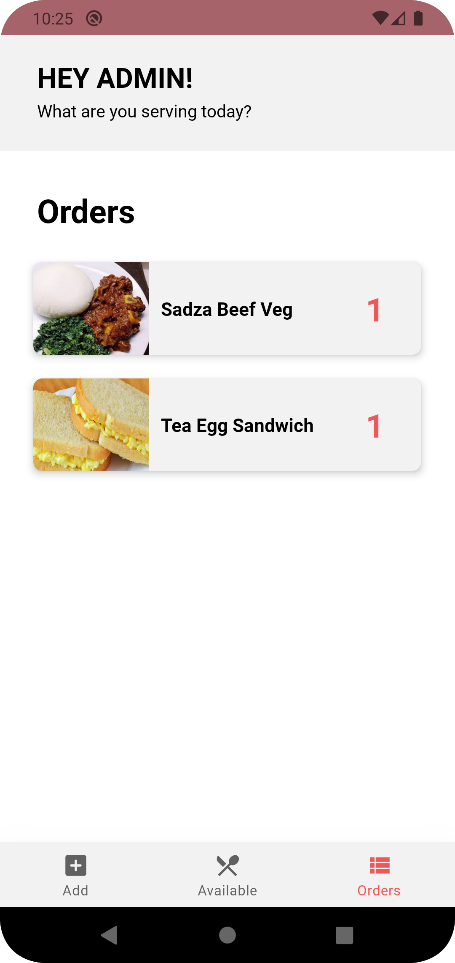 10:25
HEY ADMIN!
What are you serving today?
Orders
Sadza Beef Veg
1
Tea Egg Sandwich
1
Add
Available
Orders